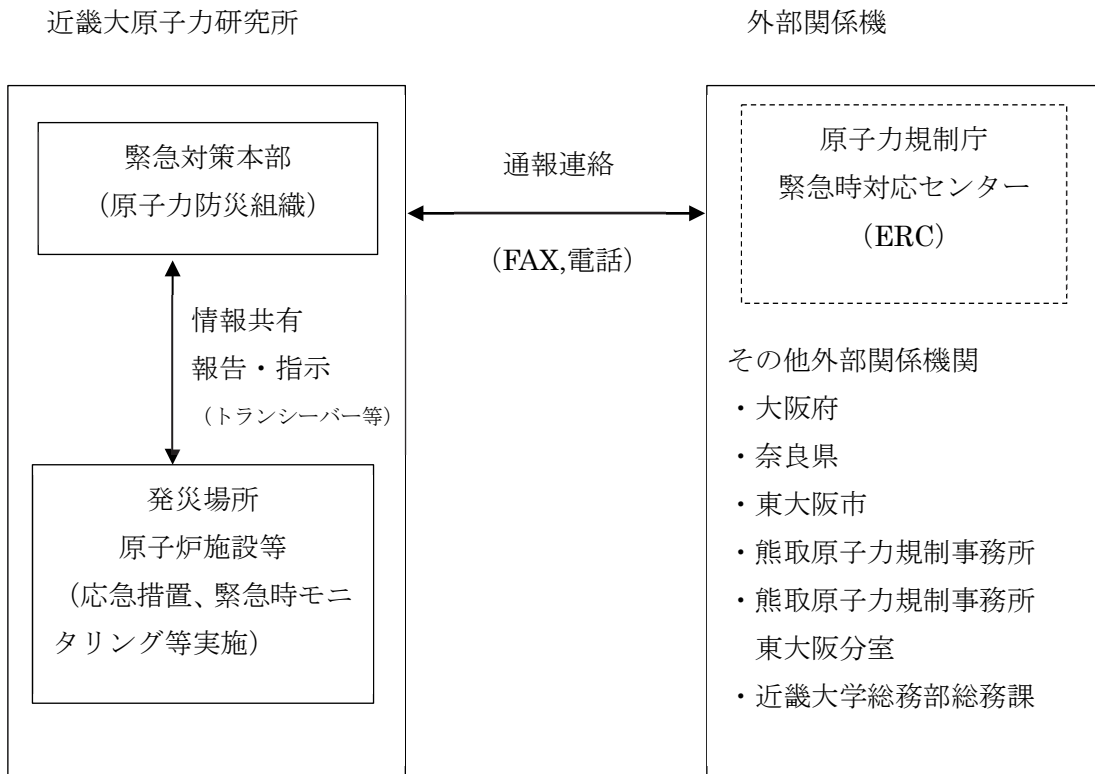 近畿大原子力研究所
外部関係機
緊急対策本部
（原子力防災組織）
情報共有
報告・指示
（トランシーバー等）
発災場所
原子炉施設等
（応急措置、緊急時モニ
タリング等実施）
通報連絡
（FAX,電話）
原子力規制庁
緊急時対応センター
（ERC）
その他外部関係機関
・大阪府
・奈良県
・東大阪市
・熊取原子力規制事務所
・熊取原子力規制事務所
東大阪分室
・近畿大学総務部総務課